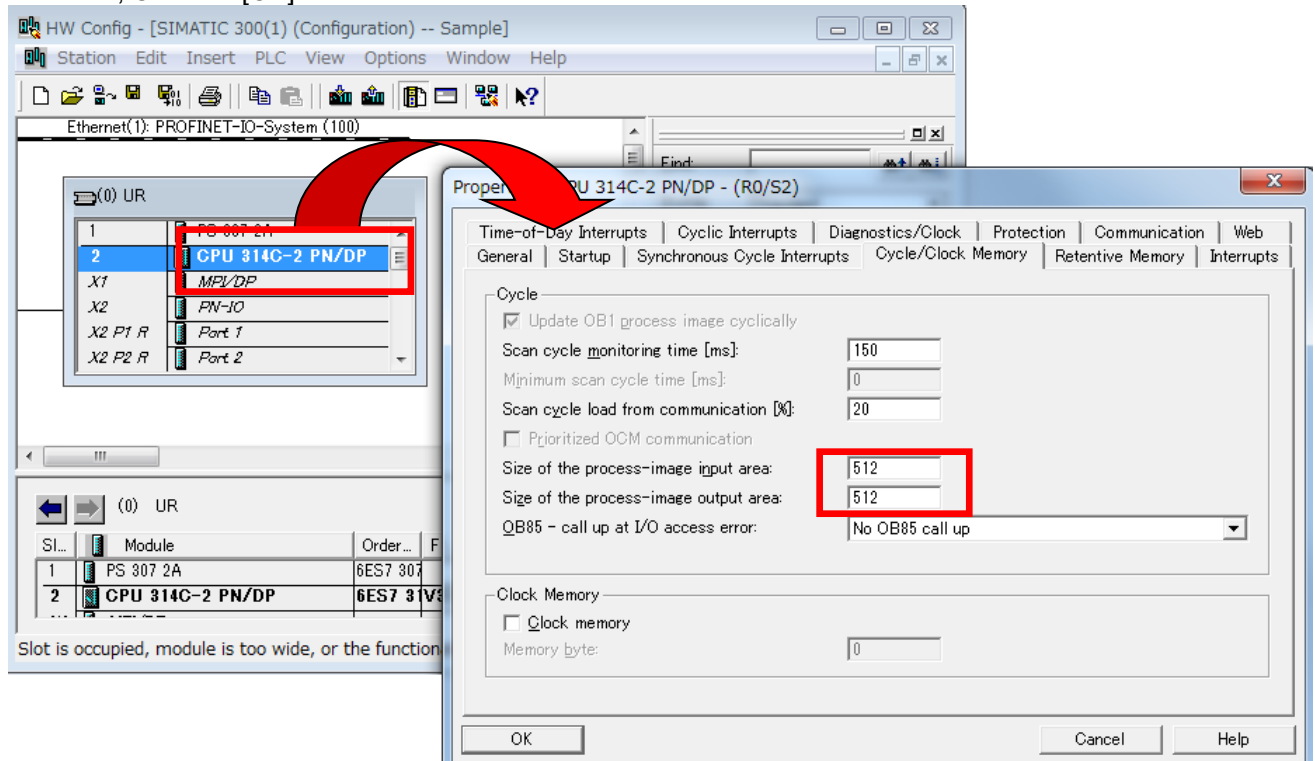 HW Config - [SIMATIC 300(1) (Configuration) -- Sample]
Station Edit Insert PLC View Options Window Help
Ethernet(1): PROFINET-IO-System (100)
Find:
(0) UR
1 PS 307 2A
2 CPU 314C-2 PN/DP
X1 MPI/DP
X2 PN-IO
X2 P1 R Port 1
X2 P2 R Port 2
(0) UR
Sl... Module Order... F
1 PS 307 2A 6ES7 307
2 CPU 314C-2 PN/DP 6ES7 31 V3
Slot is occupied, module is too wide, or the function
PU 314C-2 PN/DP - (R0/S2)
Time-of-Day Interrupts Cyclic Interrupts Diagnostics/Clock Protection Communication Web
General Startup Synchronous Cycle Interrupts Cycle/Clock Memory Retentive Memory Interrupts
Cycle
Update OB1 process image cyclically
Scan cycle monitoring time [ms]: 150
Minimum scan cycle time [ms]: 0
Scan cycle load from communication [%]: 20
Prioritized OCM communication
Size of the process-image input area: 512
Size of the process-image output area: 512
OB85 - call up at I/O access error: No OB85 call up
Clock Memory
Clock memory
Memory byte: 0
OK Cancel Help